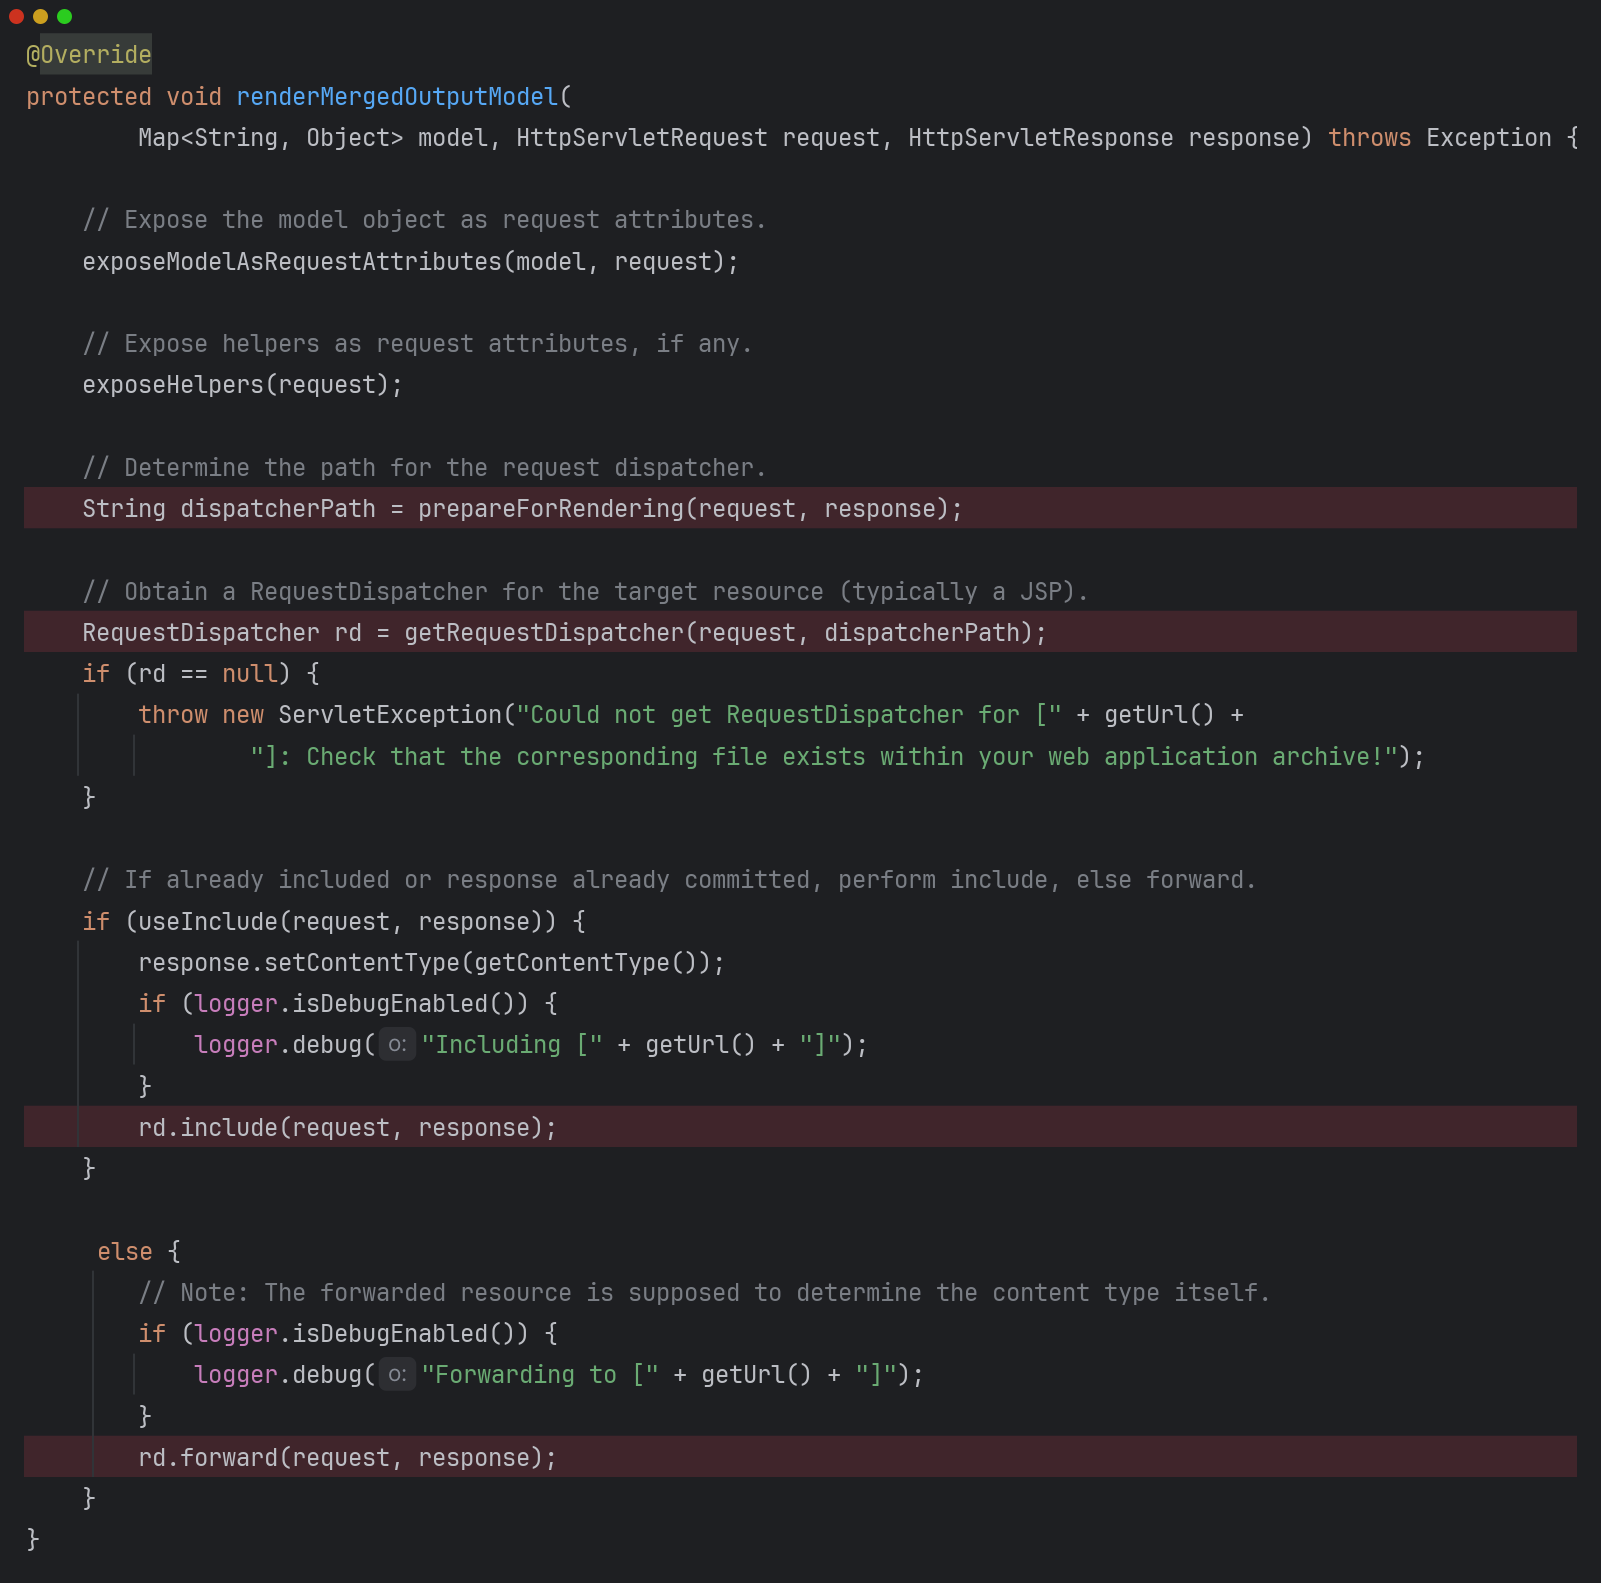 @Override
protected void renderMergedOutputModel(
        Map<String, Object> model, HttpServletRequest request, HttpServletResponse response) throws Exception {

    // Expose the model object as request attributes.
    exposeModelAsRequestAttributes(model, request);

    // Expose helpers as request attributes, if any.
    exposeHelpers(request);

    // Determine the path for the request dispatcher.
    String dispatcherPath = prepareForRendering(request, response);

    // Obtain a RequestDispatcher for the target resource (typically a JSP).
    RequestDispatcher rd = getRequestDispatcher(request, dispatcherPath);
    if (rd == null) {
        throw new ServletException("Could not get RequestDispatcher for [" + getUrl() +
                "]: Check that the corresponding file exists within your web application archive!");
    }

    // If already included or response already committed, perform include, else forward.
    if (useInclude(request, response)) {
        response.setContentType(getContentType());
        if (logger.isDebugEnabled()) {
            logger.debug( o: "Including [" + getUrl() + "]");
        }
        rd.include(request, response);
    }

     else {
        // Note: The forwarded resource is supposed to determine the content type itself.
        if (logger.isDebugEnabled()) {
            logger.debug( o: "Forwarding to [" + getUrl() + "]");
        }
        rd.forward(request, response);
    }
}